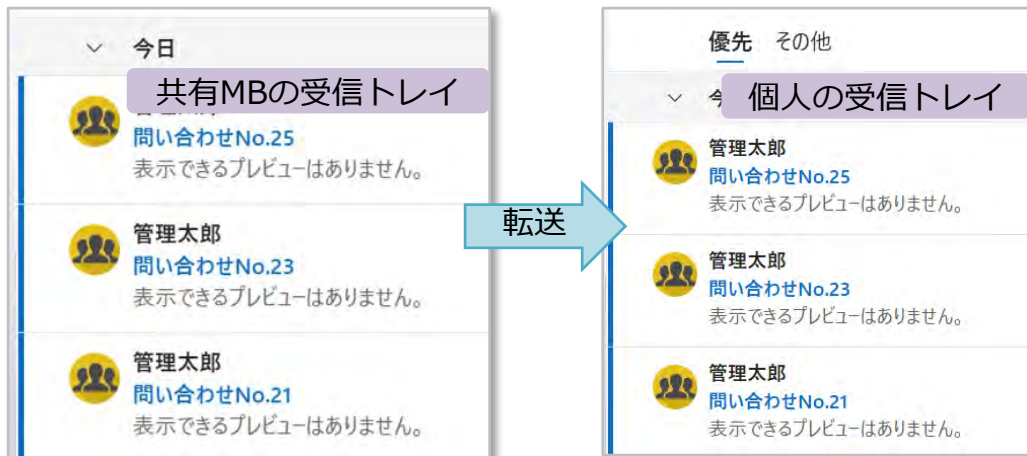 今日
共有MBの受信トレイ
問い合わせNo.25
表示できるプレビューはありません。
管理太郎
問い合わせNo.23
表示できるプレビューはありません。
管理太郎
問い合わせNo.21
表示できるプレビューはありません。
転送
優先 その他
個人の受信トレイ
管理太郎
問い合わせNo.25
表示できるプレビューはありません。
管理太郎
問い合わせNo.23
表示できるプレビューはありません。
管理太郎
問い合わせNo.21
表示できるプレビューはありません。